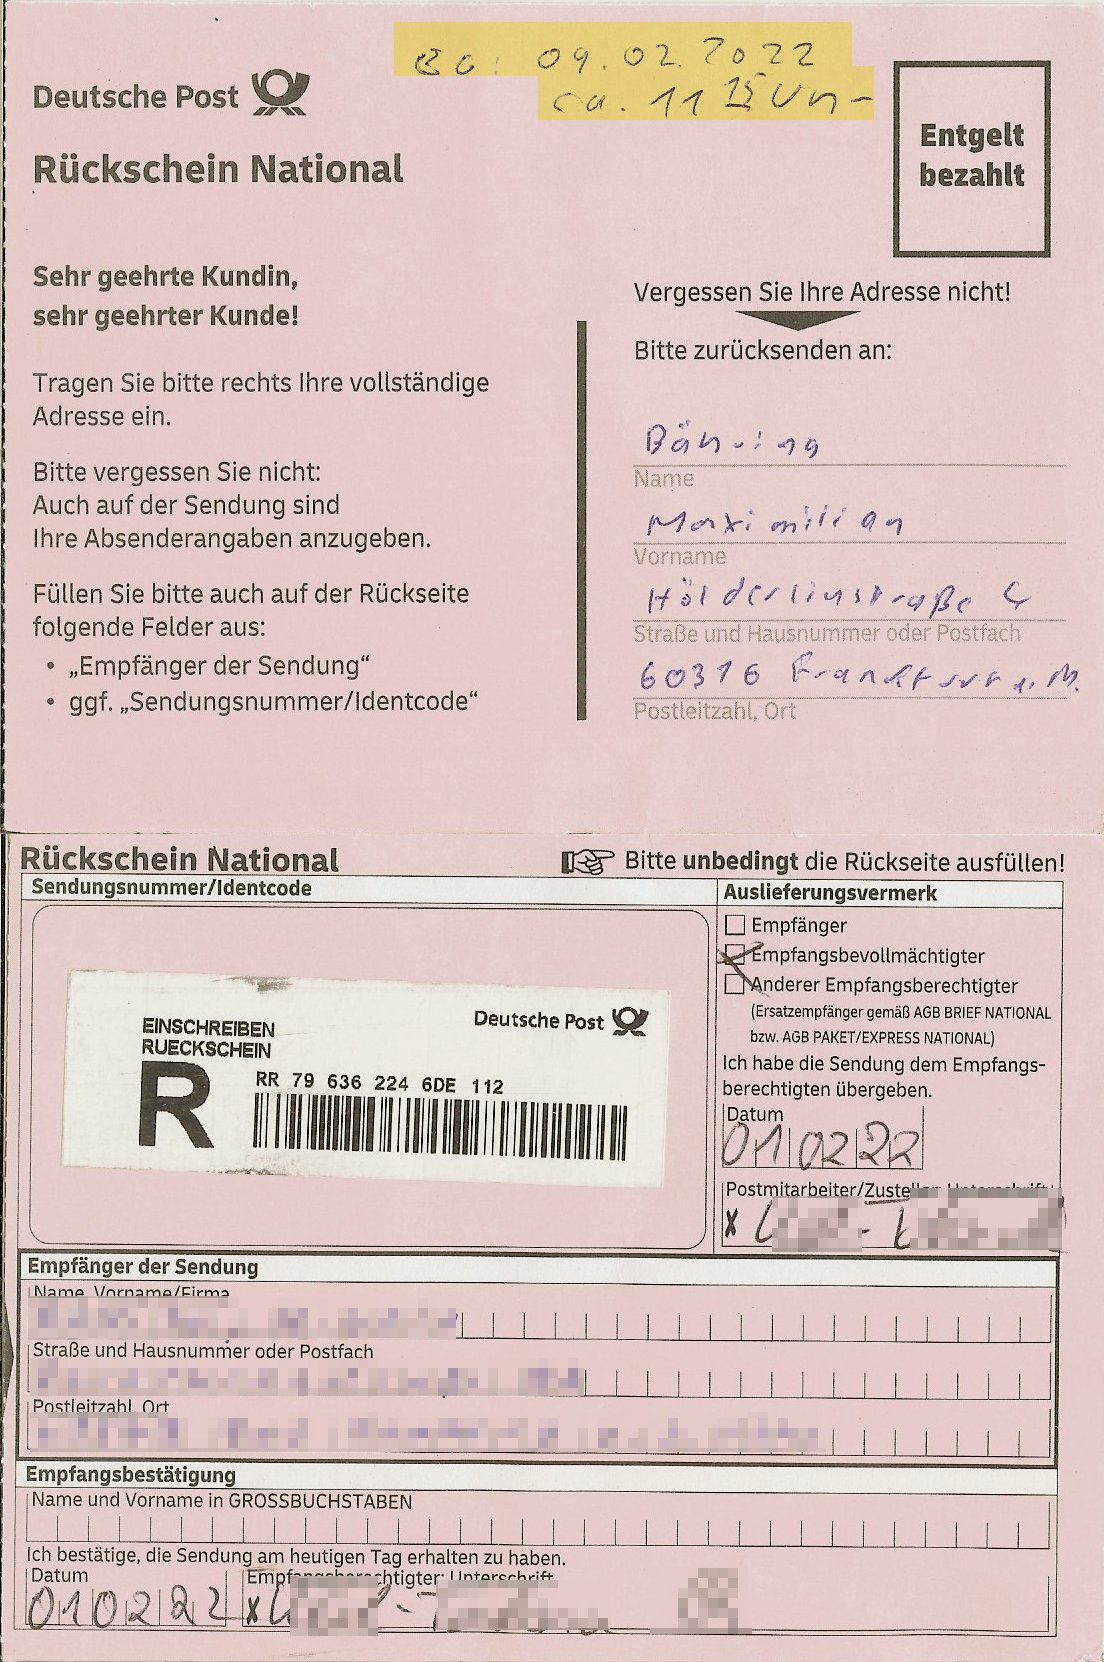 09.02.2022
ca. 11 15 Uhr
Deutsche Post
Rückschein National
Entgelt
bezahlt
Sehr geehrte Kundin,
sehr geehrter Kunde!
Tragen Sie bitte rechts Ihre vollständige
Adresse ein.
Bitte vergessen Sie nicht:
Auch auf der Sendung sind
Ihre Absenderangaben anzugeben.
Füllen Sie bitte auch auf der Rückseite
folgende Felder aus:
• „Empfänger der Sendung“
• ggf. „Sendungsnummer/Identcode“
Vergessen Sie Ihre Adresse nicht!
Bitte zurücksenden an:
Bähring
Name
Maximilian
Vorname
Hölderlinstraße 4
Straße und Hausnummer oder Postfach
60316 Frankfurt a. M.
Postleitzahl, Ort
Rückschein National
Bitte unbedingt die Rückseite ausfüllen!
Sendungsnummer/Identcode
EINSCHREIBEN
RUECKSCHEIN
Deutsche Post
R
RR 79 636 224 6DE 112
Auslieferungsvermerk
Empfänger
Empfangsbevollmächtigter
Anderer Empfangsberechtigter
(Ersatzempfänger gemäß AGB BRIEF NATIONAL
bzw. AGB PAKET/EXPRESS NATIONAL)
Ich habe die Sendung dem Empfangs-
berechtigten übergeben.
Datum
010222
Postmitarbeiter/Zusteller: Unterschrift
x
Empfänger der Sendung
Name, Vorname/Firma
Straße und Hausnummer oder Postfach
Postleitzahl, Ort
Empfangsbestätigung
Name und Vorname in GROSSBUCHSTABEN
Ich bestätige, die Sendung am heutigen Tag erhalten zu haben.
Datum
Empfangsberechtigter: Unterschrift
010222
x